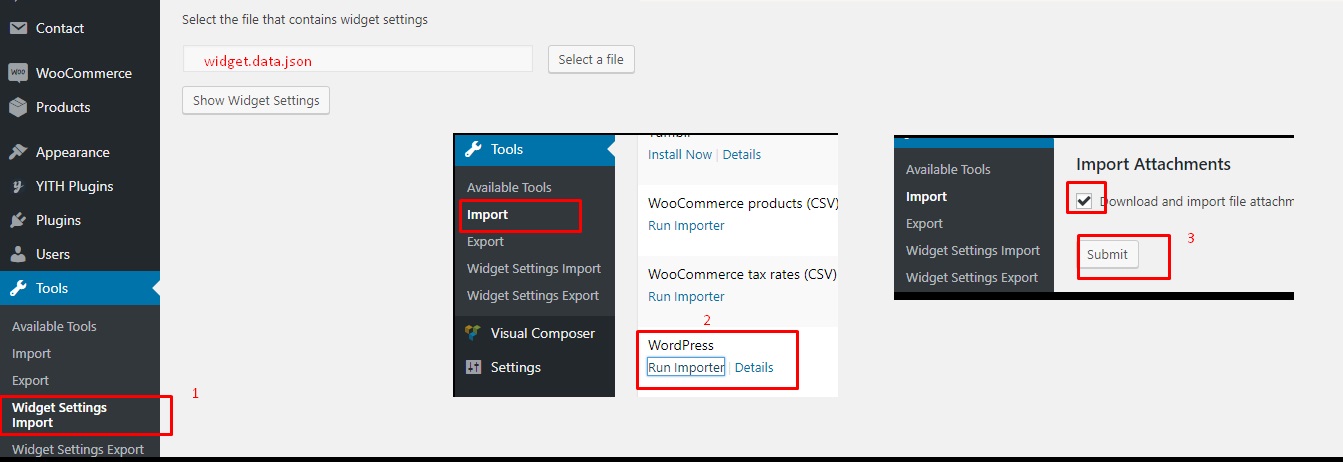 Contact
WooCommerce
Products
Appearance
YITH Plugins
Plugins
Users
Tools
Available Tools
Import
Export
Widget Settings
Import
Widget Settings Export
1
Select the file that contains widget settings
widget.data.json
Select a file
Show Widget Settings
Tools
Available Tools
Import
Export
Widget Settings Import
Widget Settings Export
Visual Composer
Settings
Install Now | Details
WooCommerce products (CSV)
Run Importer
WooCommerce tax rates (CSV)
Run Importer
2
WordPress
Run Importer | Details
Available Tools
Import
Export
Widget Settings Import
Widget Settings Export
Import Attachments
Download and import file attachm
Submit
3